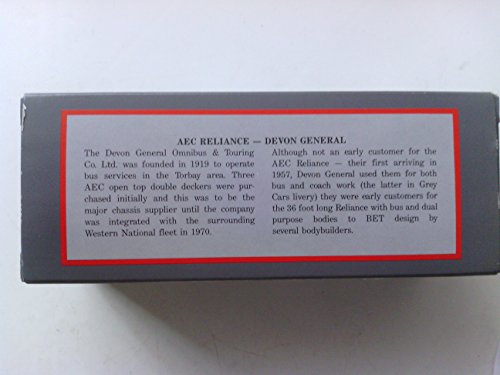 AEC RELIANCE — DEVON GENERAL
The Devon General Omnibus & Touring
Co. Ltd. was founded in 1919 to operate
bus services in the Torbay area. Three
AEC open top double deckers were pur-
chased initially and this was to be the
major chassis supplier until the company
was integrated with the surrounding
Western National fleet in 1970.
Although not an early customer for the
AEC Reliance — their first arriving in
1957, Devon General used them for both
bus and coach work (the latter in Grey
Cars livery) they were early customers for
the 36 foot long Reliance with bus and dual
purpose bodies to BET design by
several bodybuilders.